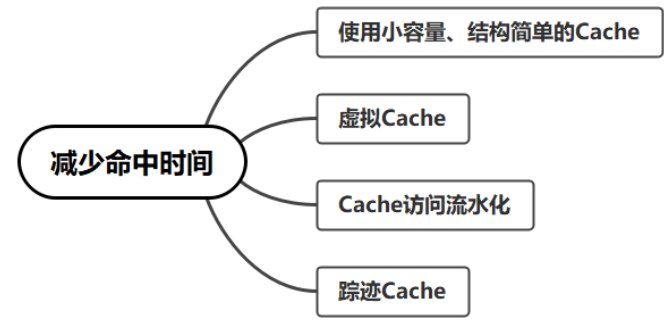 减少命中时间
使用小容量、结构简单的Cache
虚拟Cache
Cache访问流水化
踪迹Cache